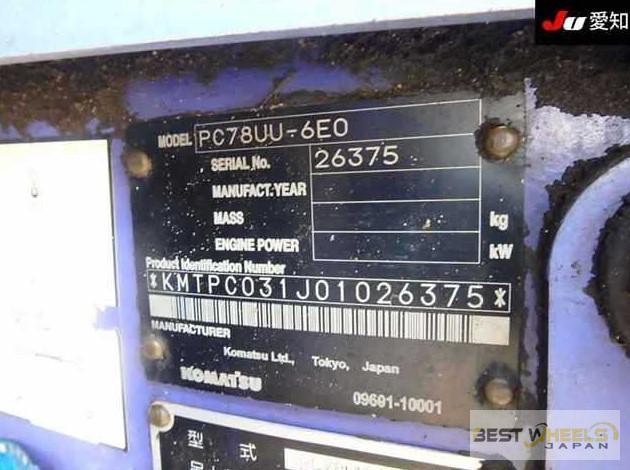 JU 愛知
MODEL PC78UU-6E0
SERIAL No. 26375
MANUFACT.YEAR
MASS kg
ENGINE POWER kW
Product Identification Number
*KMTPC031J01026375*
MANUFACTURER
Komatsu Ltd., Tokyo, Japan
KOMATSU
09691-10001
型式
BEST WHEELS
JAPAN